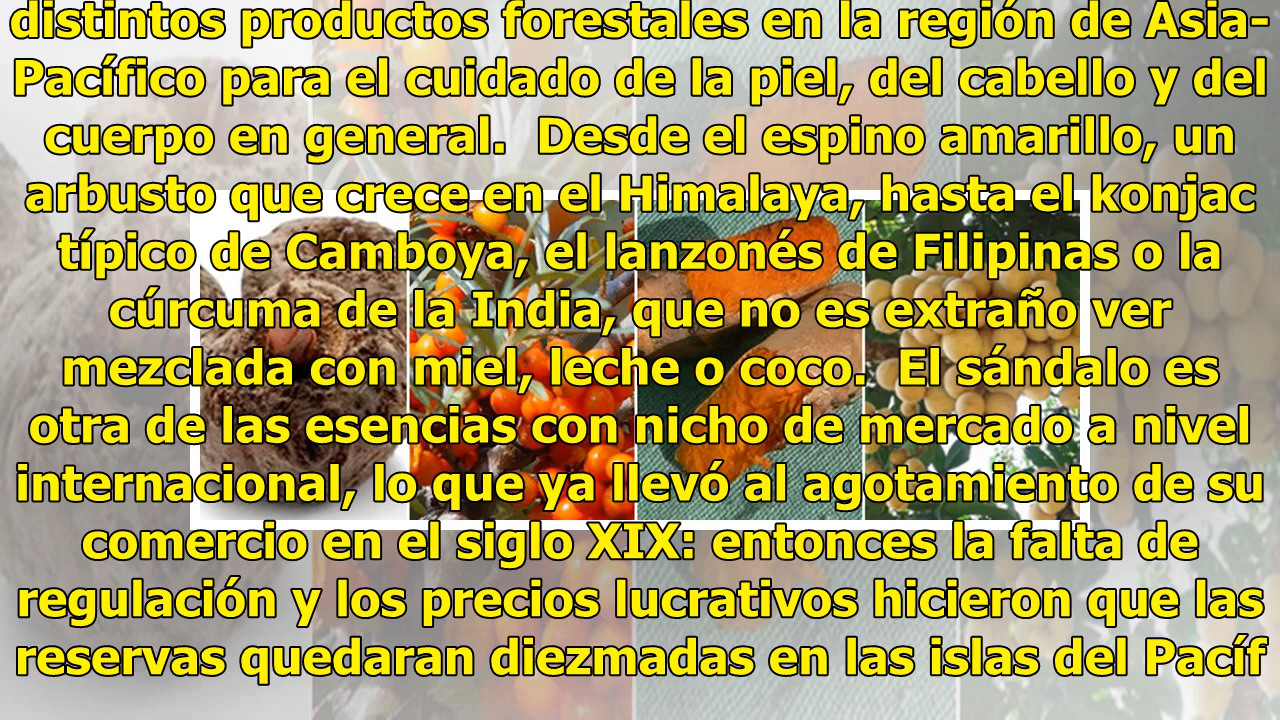 distintos productos forestales en la región de Asia-
Pacífico para el cuidado de la piel, del cabello y del
cuerpo en general.  Desde el espino amarillo, un
arbusto que crece en el Himalaya, hasta el konjac
típico de Camboya, el lanzonés de Filipinas o la
cúrcuma de la India, que no es extraño ver
mezclada con miel, leche o coco.  El sándalo es
otra de las esencias con nicho de mercado a nivel
internacional, lo que ya llevó al agotamiento de su
comercio en el siglo XIX: entonces la falta de
regulación y los precios lucrativos hicieron que las
reservas quedaran diezmadas en las islas del Pacíf